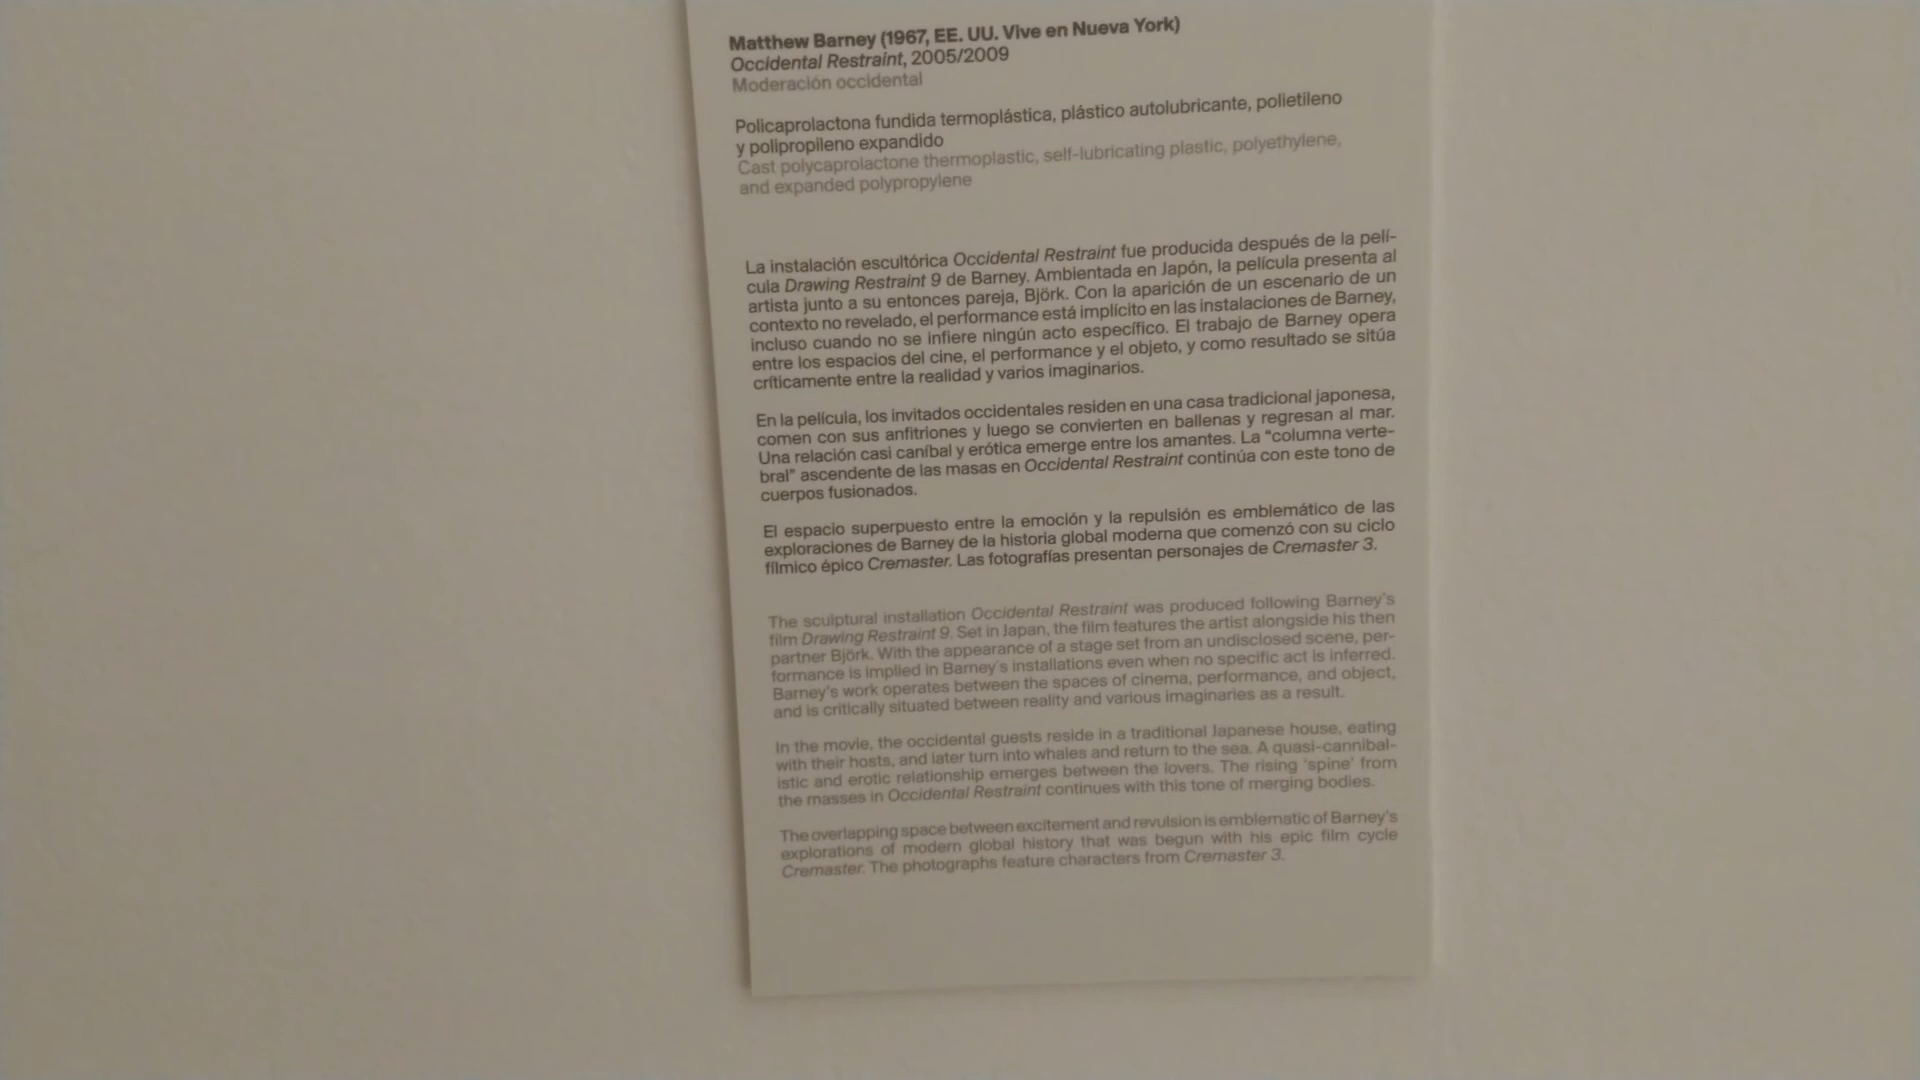 Matthew Barney (1967, EE. UU. Vive en Nueva York)
Occidental Restraint, 2005/2009
Moderación occidental
Policaprolactona fundida termoplástica, plástico autolubricante, polietileno
y polipropileno expandido
Cast polycaprolactone thermoplastic, self-lubricating plastic, polyethylene,
and expanded polypropylene
La instalación escultórica Occidental Restraint fue producida después de la pelí-
cula Drawing Restraint 9 de Barney. Ambientada en Japón, la película presenta al
artista junto a su entonces pareja, Björk. Con la aparición de un escenario de un
contexto no revelado, el performance está implícito en las instalaciones de Barney,
incluso cuando no se infiere ningún acto específico. El trabajo de Barney opera
entre los espacios del cine, el performance y el objeto, y como resultado se sitúa
críticamente entre la realidad y varios imaginarios.
En la película, los invitados occidentales residen en una casa tradicional japonesa,
comen con sus anfitriones y luego se convierten en ballenas y regresan al mar.
Una relación casi caníbal y erótica emerge entre los amantes. La "columna verte-
bral" ascendente de las masas en Occidental Restraint continúa con este tono de
cuerpos fusionados.
El espacio superpuesto entre la emoción y la repulsión es emblemático de las
exploraciones de Barney de la historia global moderna que comenzó con su ciclo
fílmico épico Cremaster. Las fotografías presentan personajes de Cremaster 3.
The sculptural installation Occidental Restraint was produced following Barney's
film Drawing Restraint 9. Set in Japan, the film features the artist alongside his then
partner Björk. With the appearance of a stage set from an undisclosed scene, per-
formance is implied in Barney's installations even when no specific act is inferred.
Barney's work operates between the spaces of cinema, performance, and object,
and is critically situated between reality and various imaginaries as a result.
In the movie, the occidental guests reside in a traditional Japanese house, eating
with their hosts, and later turn into whales and return to the sea. A quasi-cannibal-
istic and erotic relationship emerges between the lovers. The rising 'spine' from
the masses in Occidental Restraint continues with this tone of merging bodies.
The overlapping space between excitement and revulsion is emblematic of Barney's
explorations of modern global history that was begun with his epic film cycle
Cremaster. The photographs feature characters from Cremaster 3.